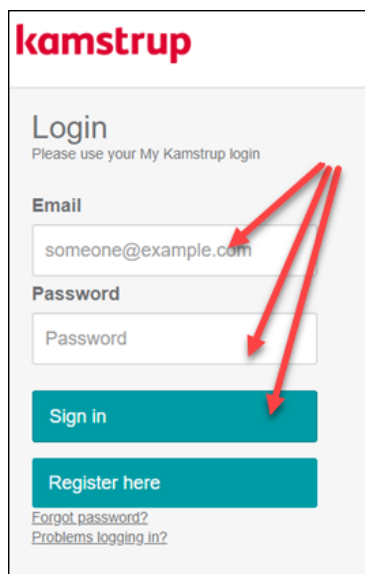 kamstrup
Login
Please use your My Kamstrup login
Email
someone@example.com
Password
Password
Sign in
Register here
Forgot password?
Problems logging in?